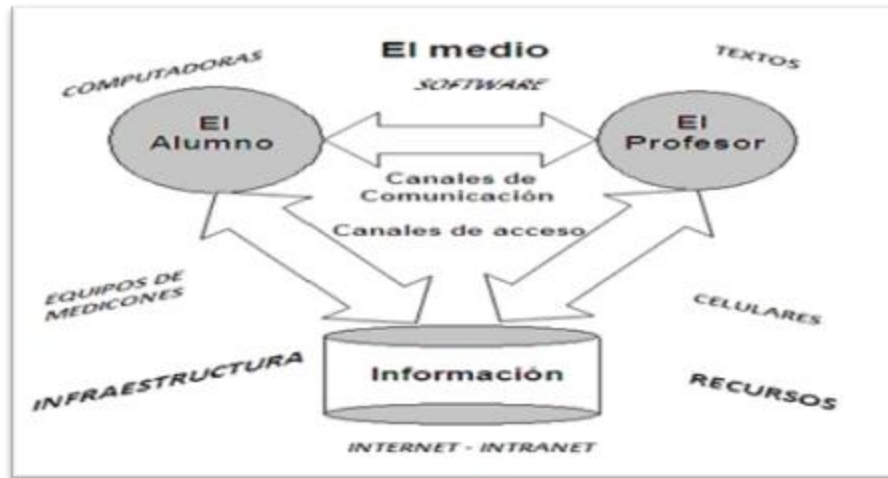 El medio
COMPUTADORAS
TEXTOS
SOFTWARE
El
Alumno
El
Profesor
Canales de
Comunicación
Canales de acceso
EQUIPOS DE
MEDICONES
CELULARES
INFRAESTRUCTURA
Información
RECURSOS
INTERNET - INTRANET